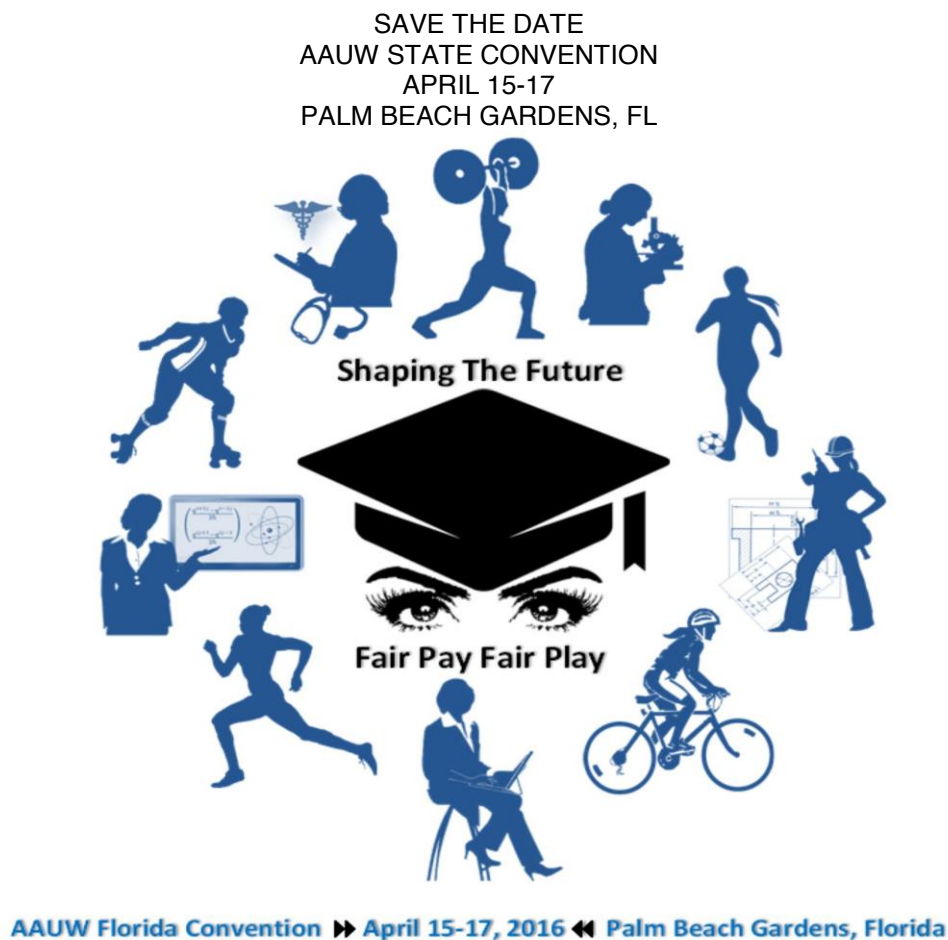 SAVE THE DATE
AAUW STATE CONVENTION
APRIL 15-17
PALM BEACH GARDENS, FL
Shaping The Future
Fair Pay Fair Play
AAUW Florida Convention April 15-17, 2016 Palm Beach Gardens, Florida